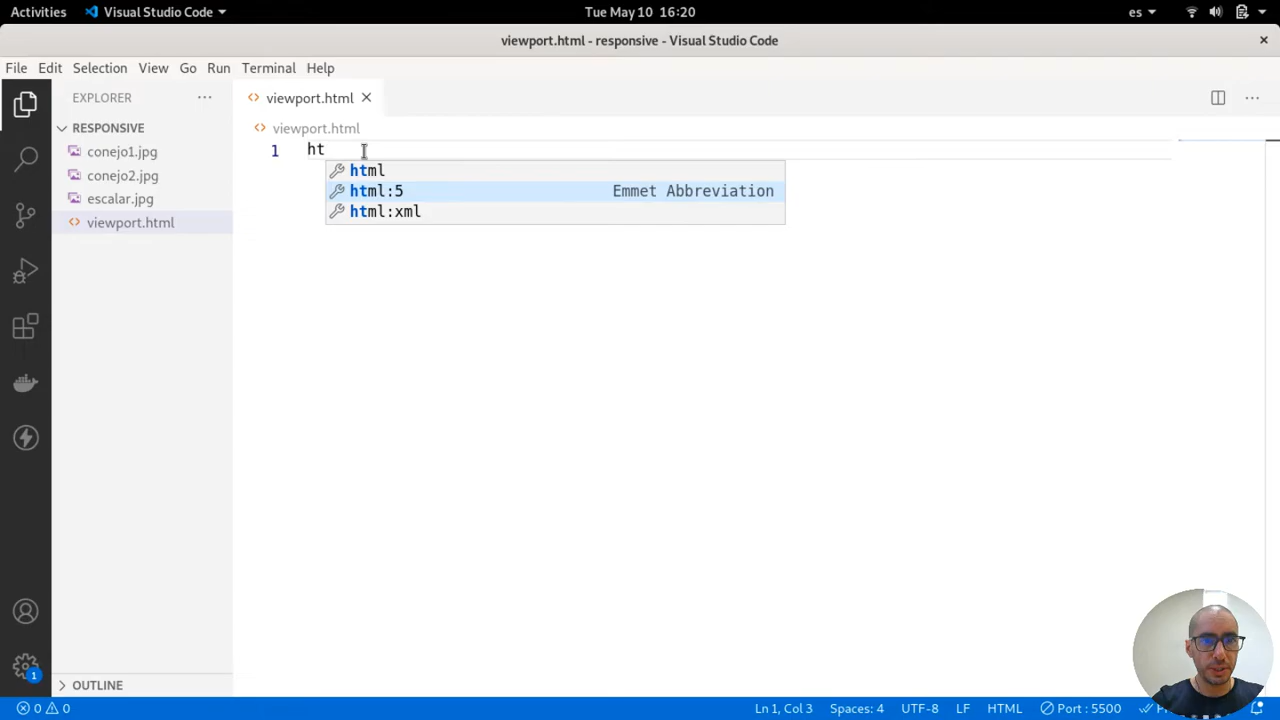 Activities Visual Studio Code Tue May 10 16:20 es
viewport.html - responsive - Visual Studio Code
File Edit Selection View Go Run Terminal Help
EXPLORER
viewport.html
RESPONSIVE
viewport.html
conejo1.jpg
conejo2.jpg
escalar.jpg
viewport.html
1 ht
html
html:5 Emmet Abbreviation
html:xml
OUTLINE
1
0 0 Ln 1, Col 3 Spaces: 4 UTF-8 LF HTML Port : 5500